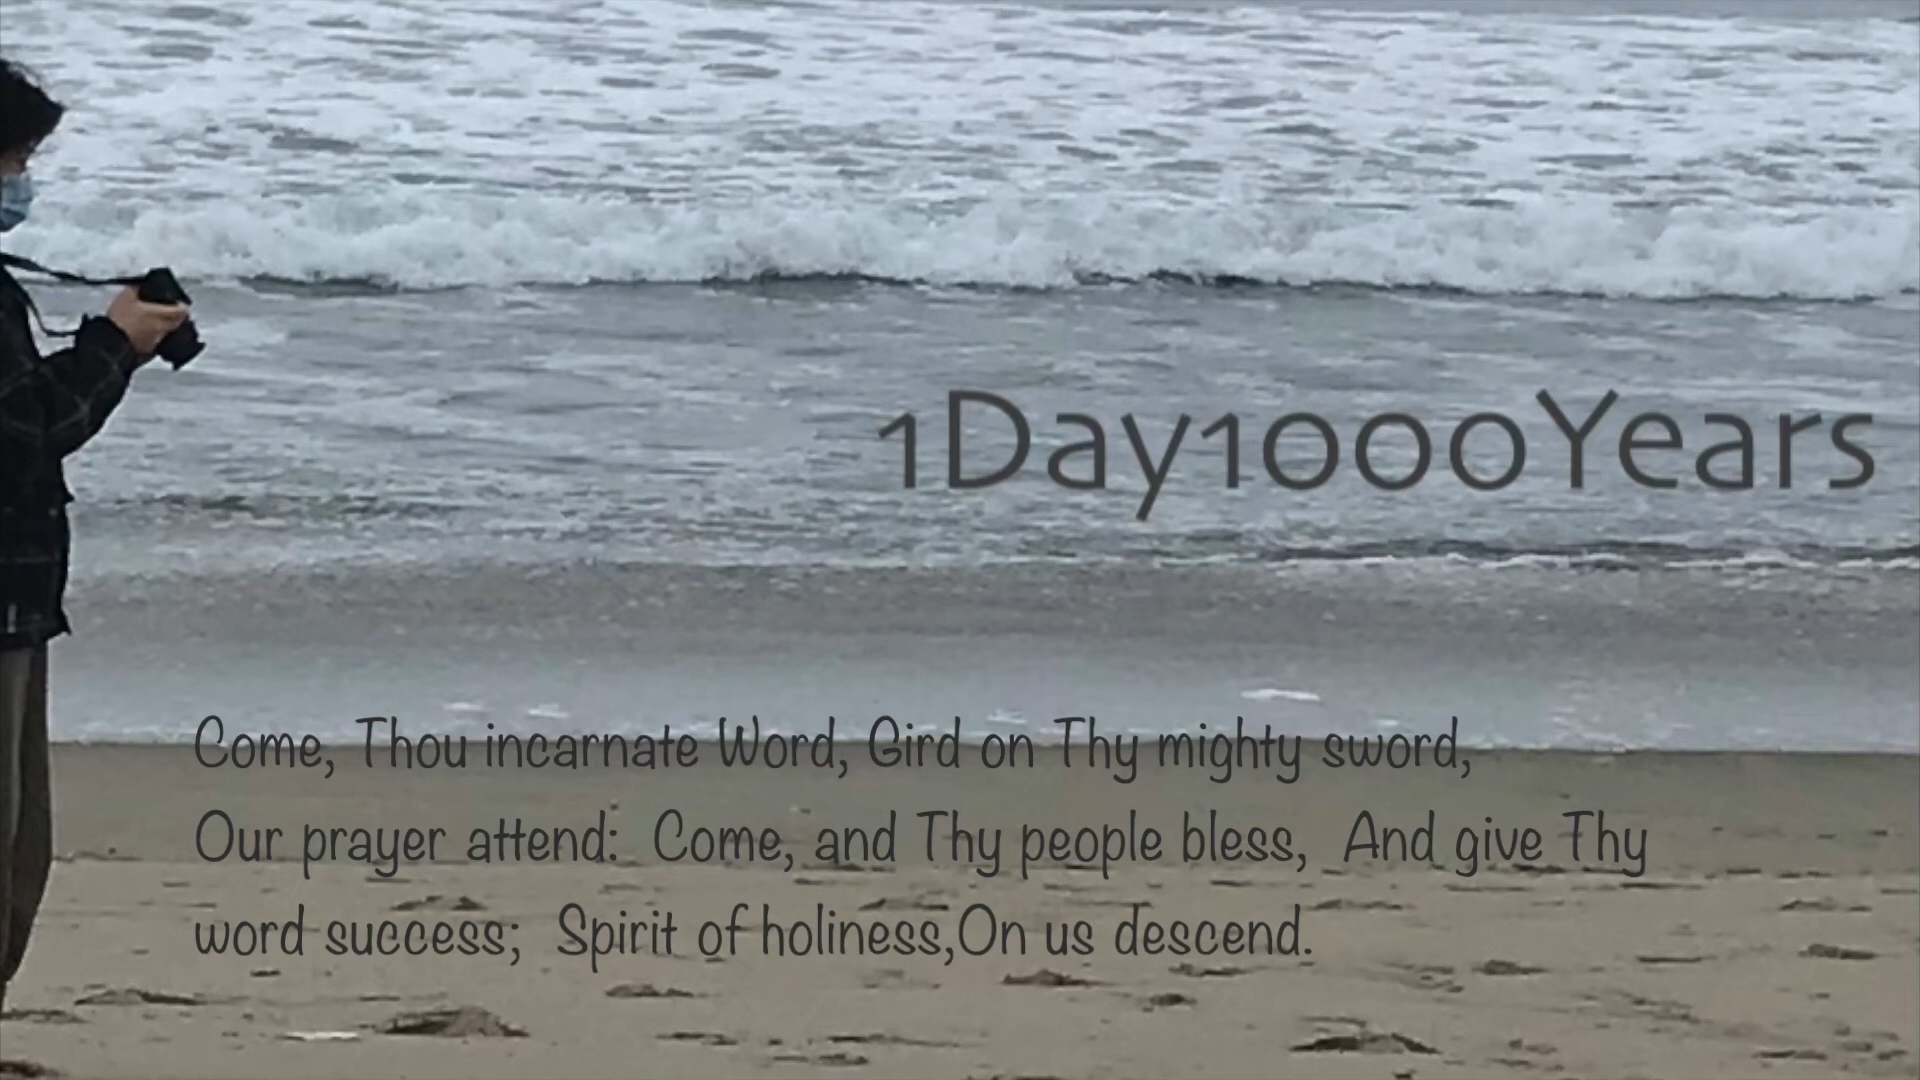 1Day1000Years
Come, Thou incarnate Word, Gird on Thy mighty sword,
Our prayer attend:  Come, and Thy people bless,  And give Thy
word success;  Spirit of holiness,On us descend.